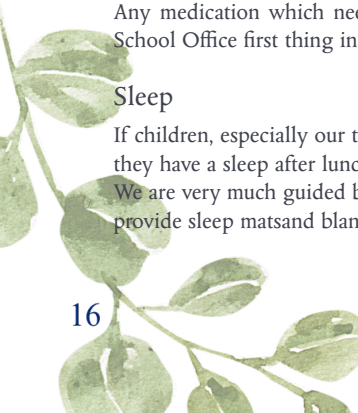 Any medication which nee
School Office first thing in
Sleep
If children, especially our t
they have a sleep after lunc
We are very much guided b
provide sleep matsand blan
16